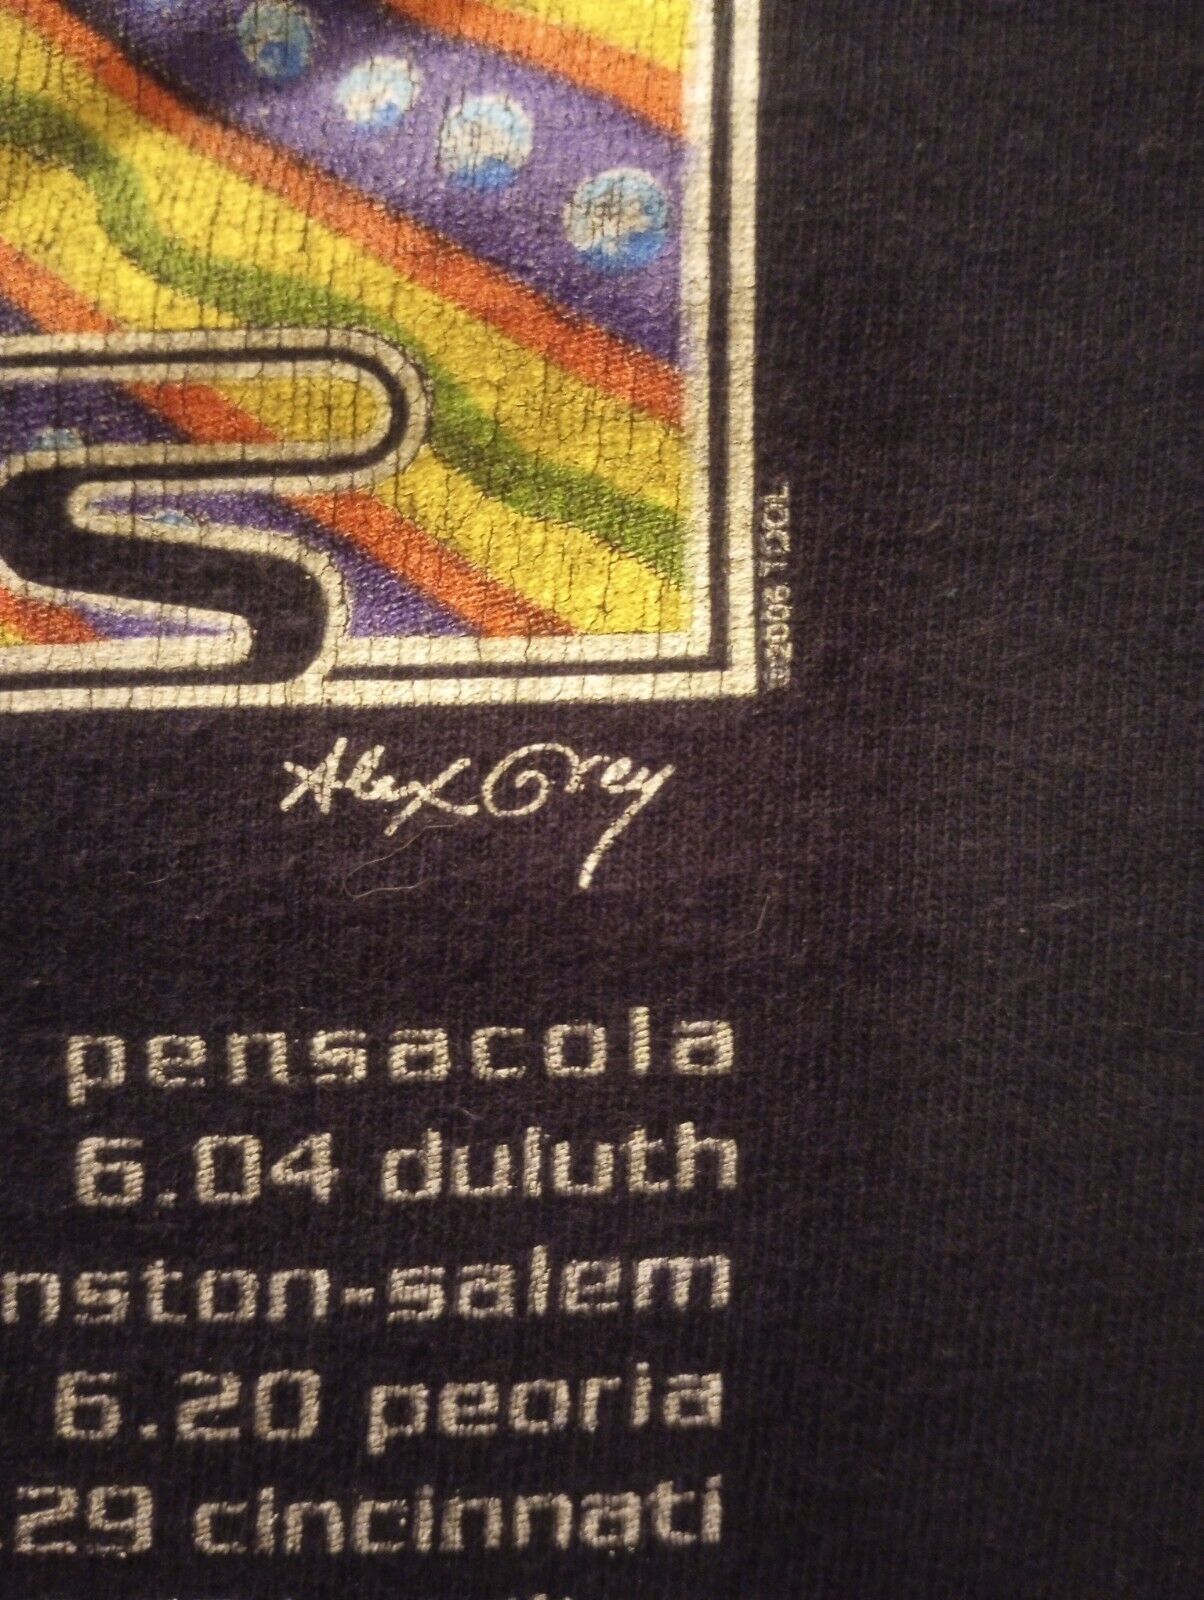 ©2006 TOOL
Alex Grey
pensacola
6.04 duluth
nston-salem
6.20 peoria
.29 cincinnati